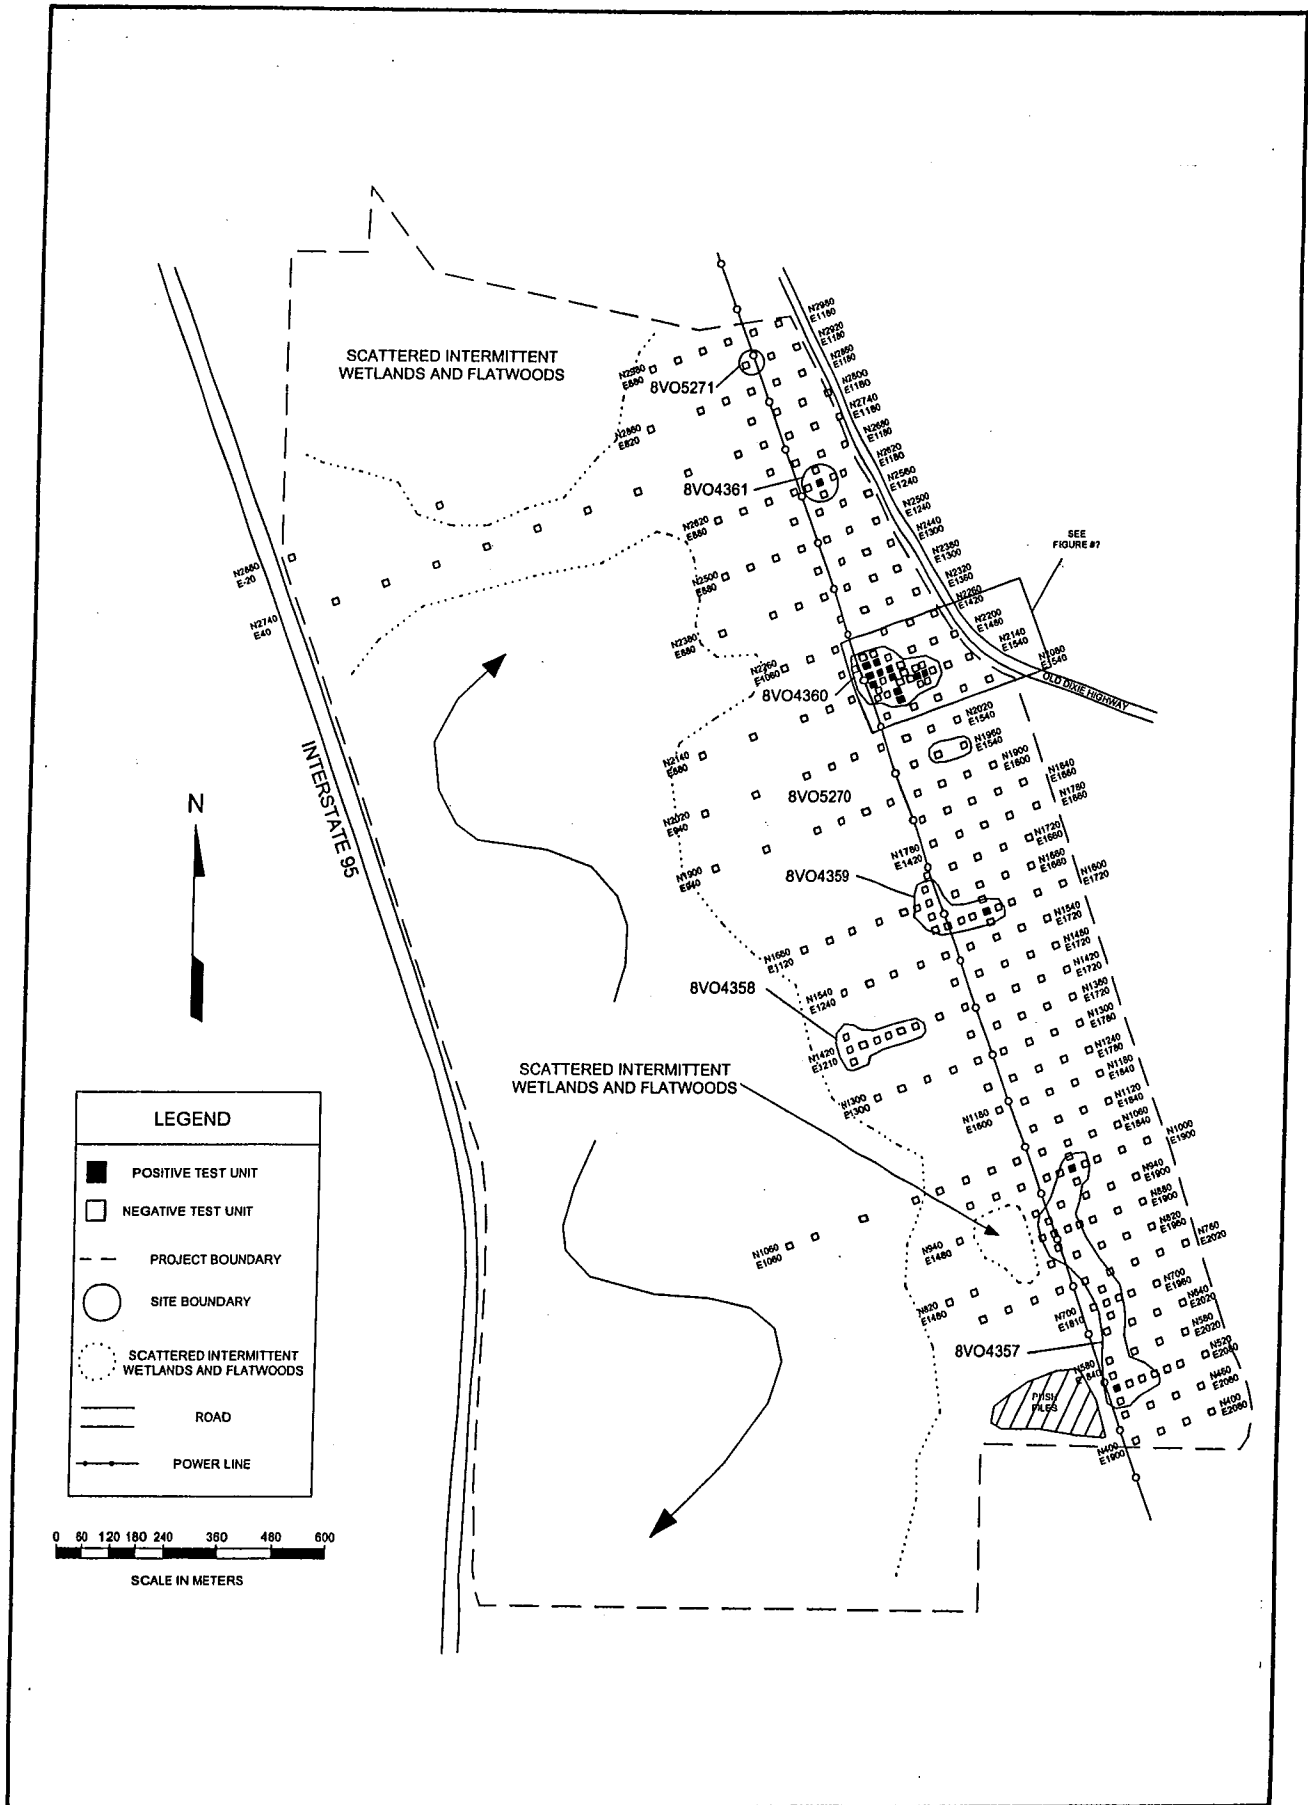 N2980
E1180
N2920
E1180
N2860
E1180
N2800
E1180
N2740
E1180
N2680
E1180
N2620
E1180
N2560
E1240
N2500
E1240
N2440
E1300
N2380
E1300
N2320
E1360
N2260
E1420
N2200
E1480
N2140
E1540
N2080
E1540
SCATTERED INTERMITTENT
WETLANDS AND FLATWOODS
E880
8VO5271
N2860
E820
8VO4361
N2620
E880
N2500
E880
N2380
E880
SEE
FIGURE #?
E-20
N2740
E40
N2260
E1060
8VO4360
OLD DIXIE HIGHWAY
N2020
E1540
N1960
E1540
N2140
E880
N1900
E1600
N1840
E1660
N1780
E1660
N1720
E1660
N1660
E1660
N1600
E1720
INTERSTATE 95
N
8VO5270
N2020
E940
N1780
E1420
N1900
E940
8VO4359
N1540
E1720
N1480
E1720
N1420
E1720
N1360
E1720
N1300
E1780
N1240
E1780
N1180
E1840
N1120
E1840
N1060
E1840
N1000
E1900
N1660
E1120
8VO4358
N1540
E1240
N1420
E1210
SCATTERED INTERMITTENT
WETLANDS AND FLATWOODS
N1300
E1300
N1180
E1600
N940
E1900
N880
E1900
N820
E1960
N760
E2020
N1060
E1060
N940
E1480
N820
E1480
N700
E1810
N700
E1960
N640
E2020
N580
E2020
N520
E2080
N460
E2080
N400
E2080
8VO4357
N580
PUSH
PILES
N400
E1900
LEGEND
POSITIVE TEST UNIT
NEGATIVE TEST UNIT
PROJECT BOUNDARY
SITE BOUNDARY
SCATTERED INTERMITTENT
WETLANDS AND FLATWOODS
ROAD
POWER LINE
0 60 120 180 240 360 480 600
SCALE IN METERS